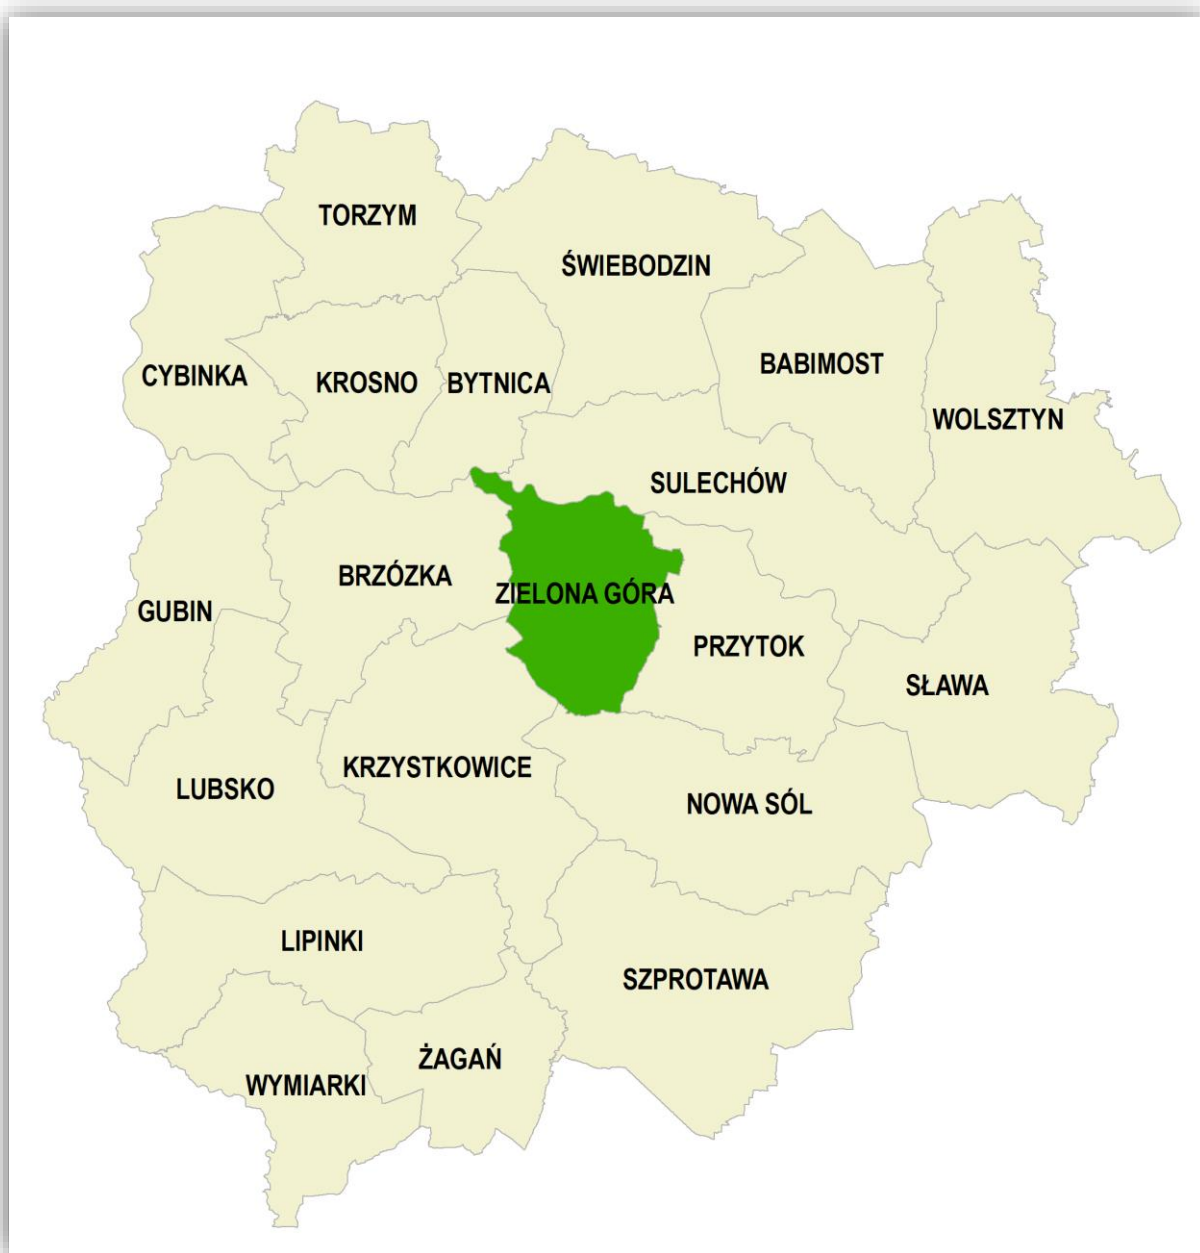 TORZYM
ŚWIEBODZIN
BABIMOST
CYBINKA
KROSNO
BYTNICA
WOLSZTYN
SULECHÓW
BRZÓZKA
ZIELONA GÓRA
GUBIN
PRZYTOK
SŁAWA
KRZYSTKOWICE
LUBSKO
NOWA SÓL
LIPINKI
SZPROTAWA
ŻAGAŃ
WYMIARKI